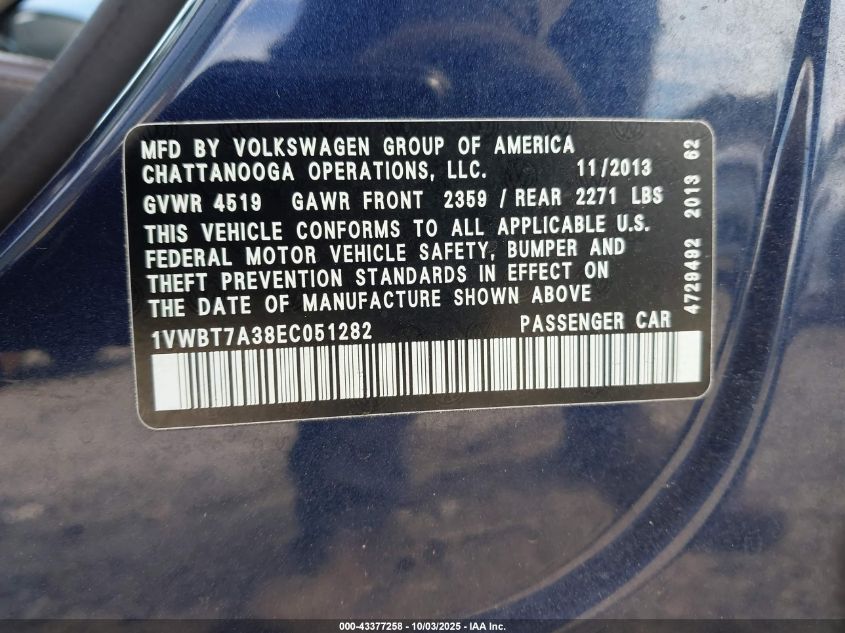 MFD BY VOLKSWAGEN GROUP OF AMERICA
CHATTANOOGA OPERATIONS, LLC. 11/2013
GVWR 4519 GAWR FRONT 2359 / REAR 2271 LBS
THIS VEHICLE CONFORMS TO ALL APPLICABLE U.S.
FEDERAL MOTOR VEHICLE SAFETY, BUMPER AND
THEFT PREVENTION STANDARDS IN EFFECT ON
THE DATE OF MANUFACTURE SHOWN ABOVE
1VWBT7A38EC051282 PASSENGER CAR
4729492 2013 62
000-43377258 - 10/03/2025 - IAA Inc.